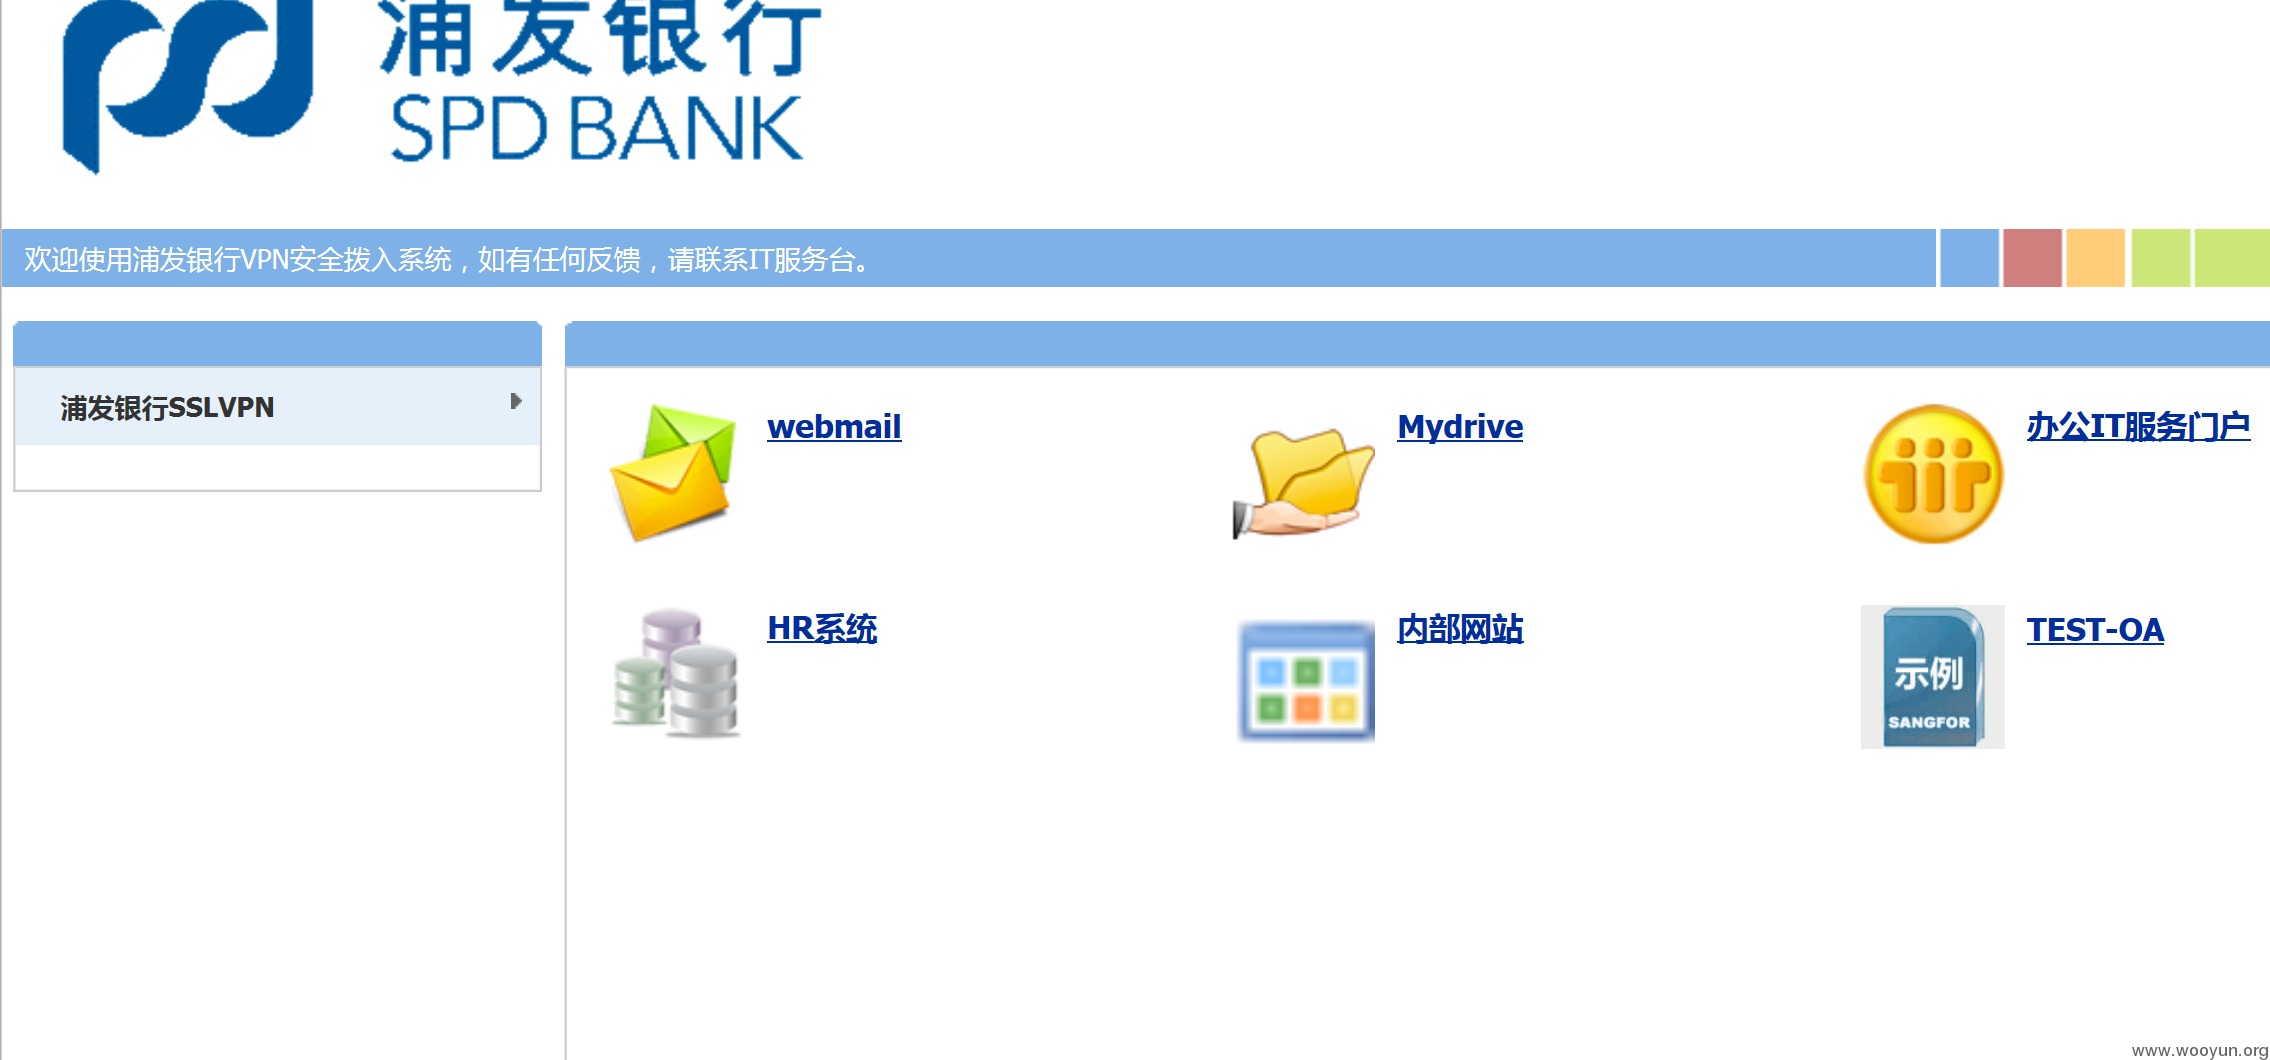 浦发银行
SPD BANK
欢迎使用浦发银行VPN安全拨入系统，如有任何反馈，请联系IT服务台。
浦发银行SSLVPN
webmail
Mydrive
办公IT服务门户
HR系统
内部网站
TEST-OA
示例
SANGFOR
www.wooyun.org